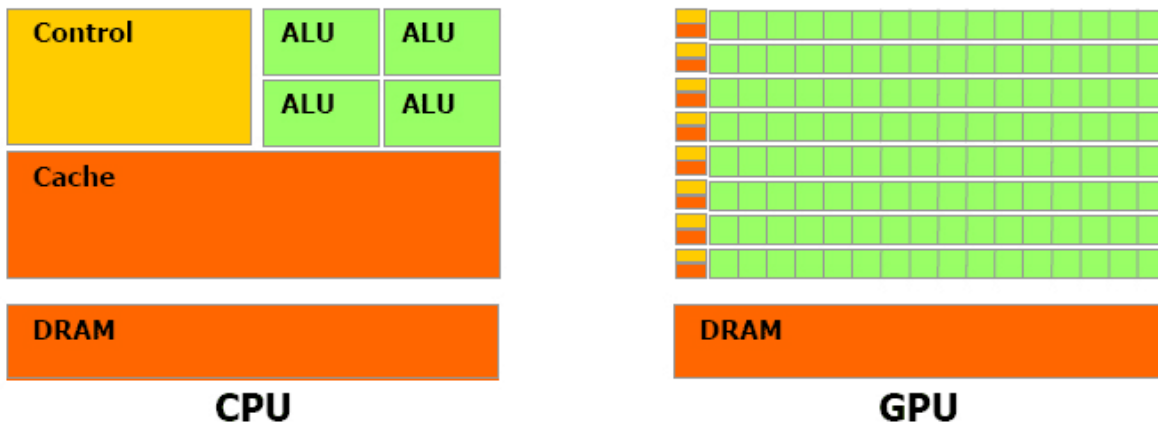 Control
ALU ALU
ALU ALU
Cache
DRAM
CPU
DRAM
GPU